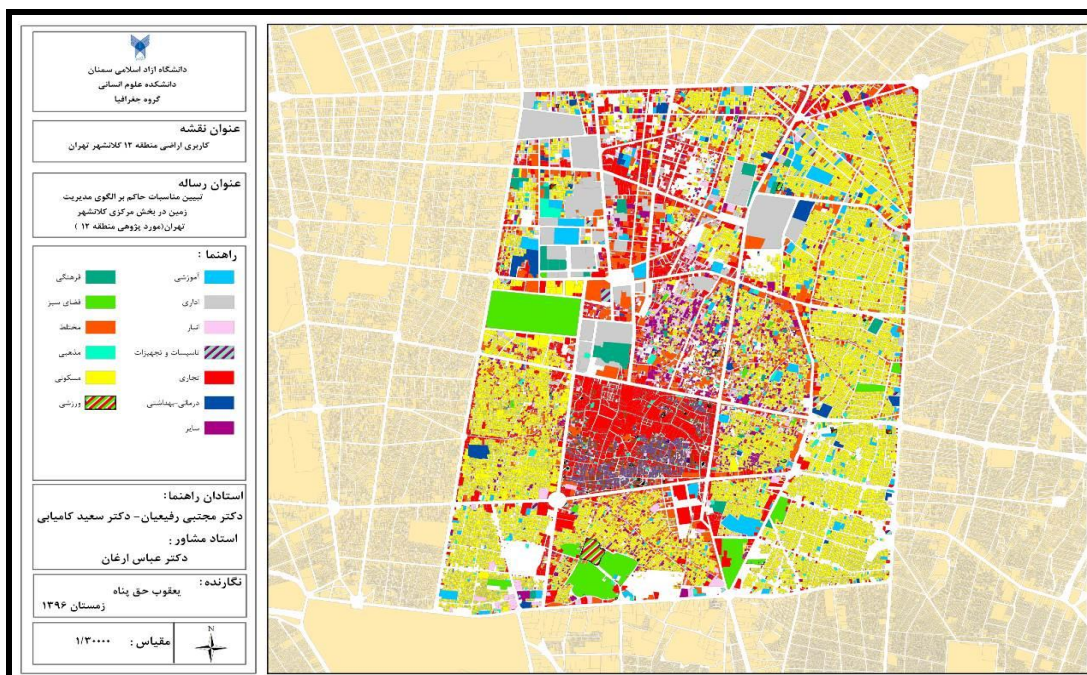 دانشگاه ازاد اسلامی سمنان
دانشکده علوم انسانی
گروه جغرافیا
عنوان نقشه
کاربری اراضی منطقه ۱۲ کلانشهر تهران
عنوان رساله
تبیین مناسبات حاکم بر الگوی مدیریت
زمین در بخش مرکزی کلانشهر
تهران(مورد پژوهی منطقه ۱۲ )
راهنما :
آموزشی
فرهنگی
اداری
فضای سبز
انبار
مختلط
تاسیسات و تجهیزات
مذهبی
تجاری
مسکونی
درمانی-بهداشتی
ورزشی
سایر
استادان راهنما:
دکتر مجتبی رفیعیان- دکتر سعید کامیابی
استاد مشاور :
دکتر عباس ارغان
نگارنده :
یعقوب حق پناه
زمستان ۱۳۹۶
مقیاس : ۱/۳۰۰۰۰
N